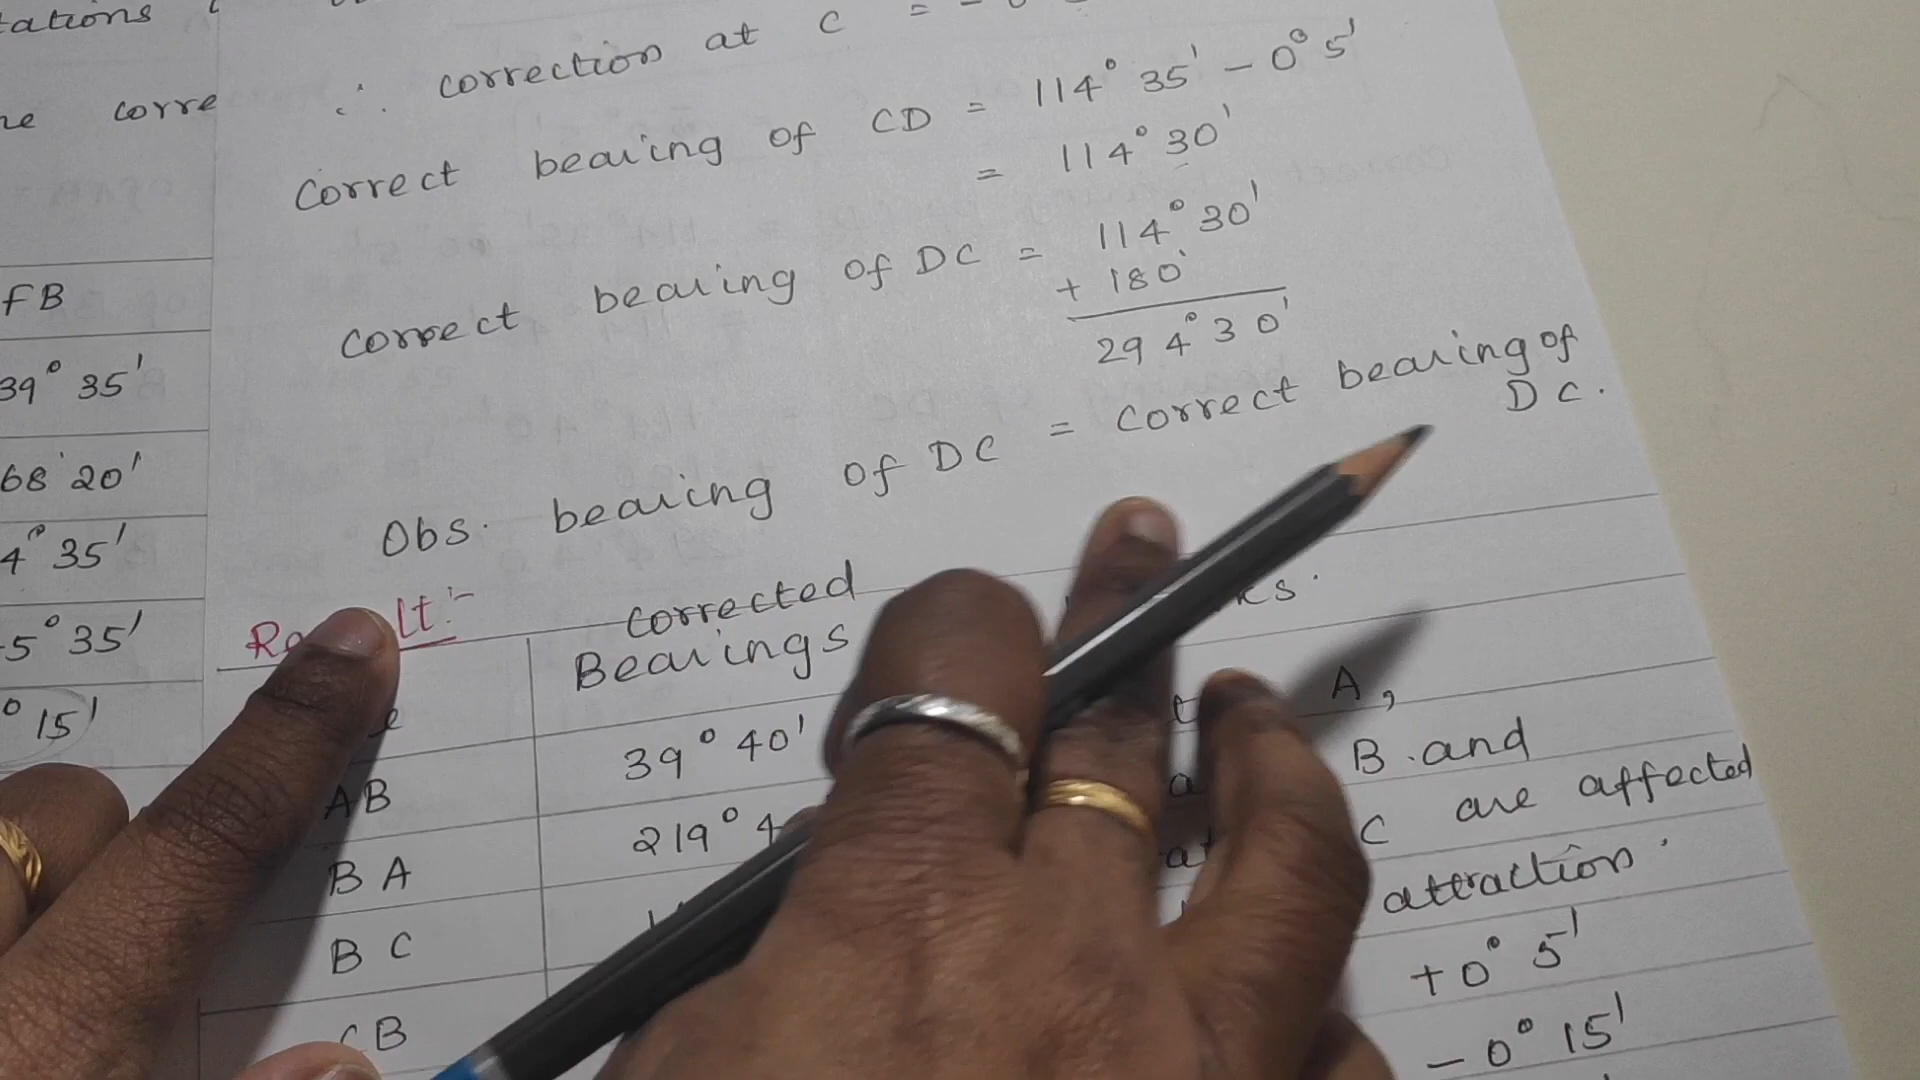 tations
∴ correction at C = - 0
he corre
Correct bearing of CD = 114° 35' - 0° 5'
= 114° 30'
Correct bearing of DC = 114° 30'
+ 180°
294° 30'
Obs. bearing of DC = Correct bearing of DC.
FB
39° 35'
68° 20'
4° 35'
5° 35'
° 15'
Corrected Bearings
AB 39° 40' A,
BA 219° 4 B. and
BC C are affected
attraction.
CB +0° 5'
-0° 15'